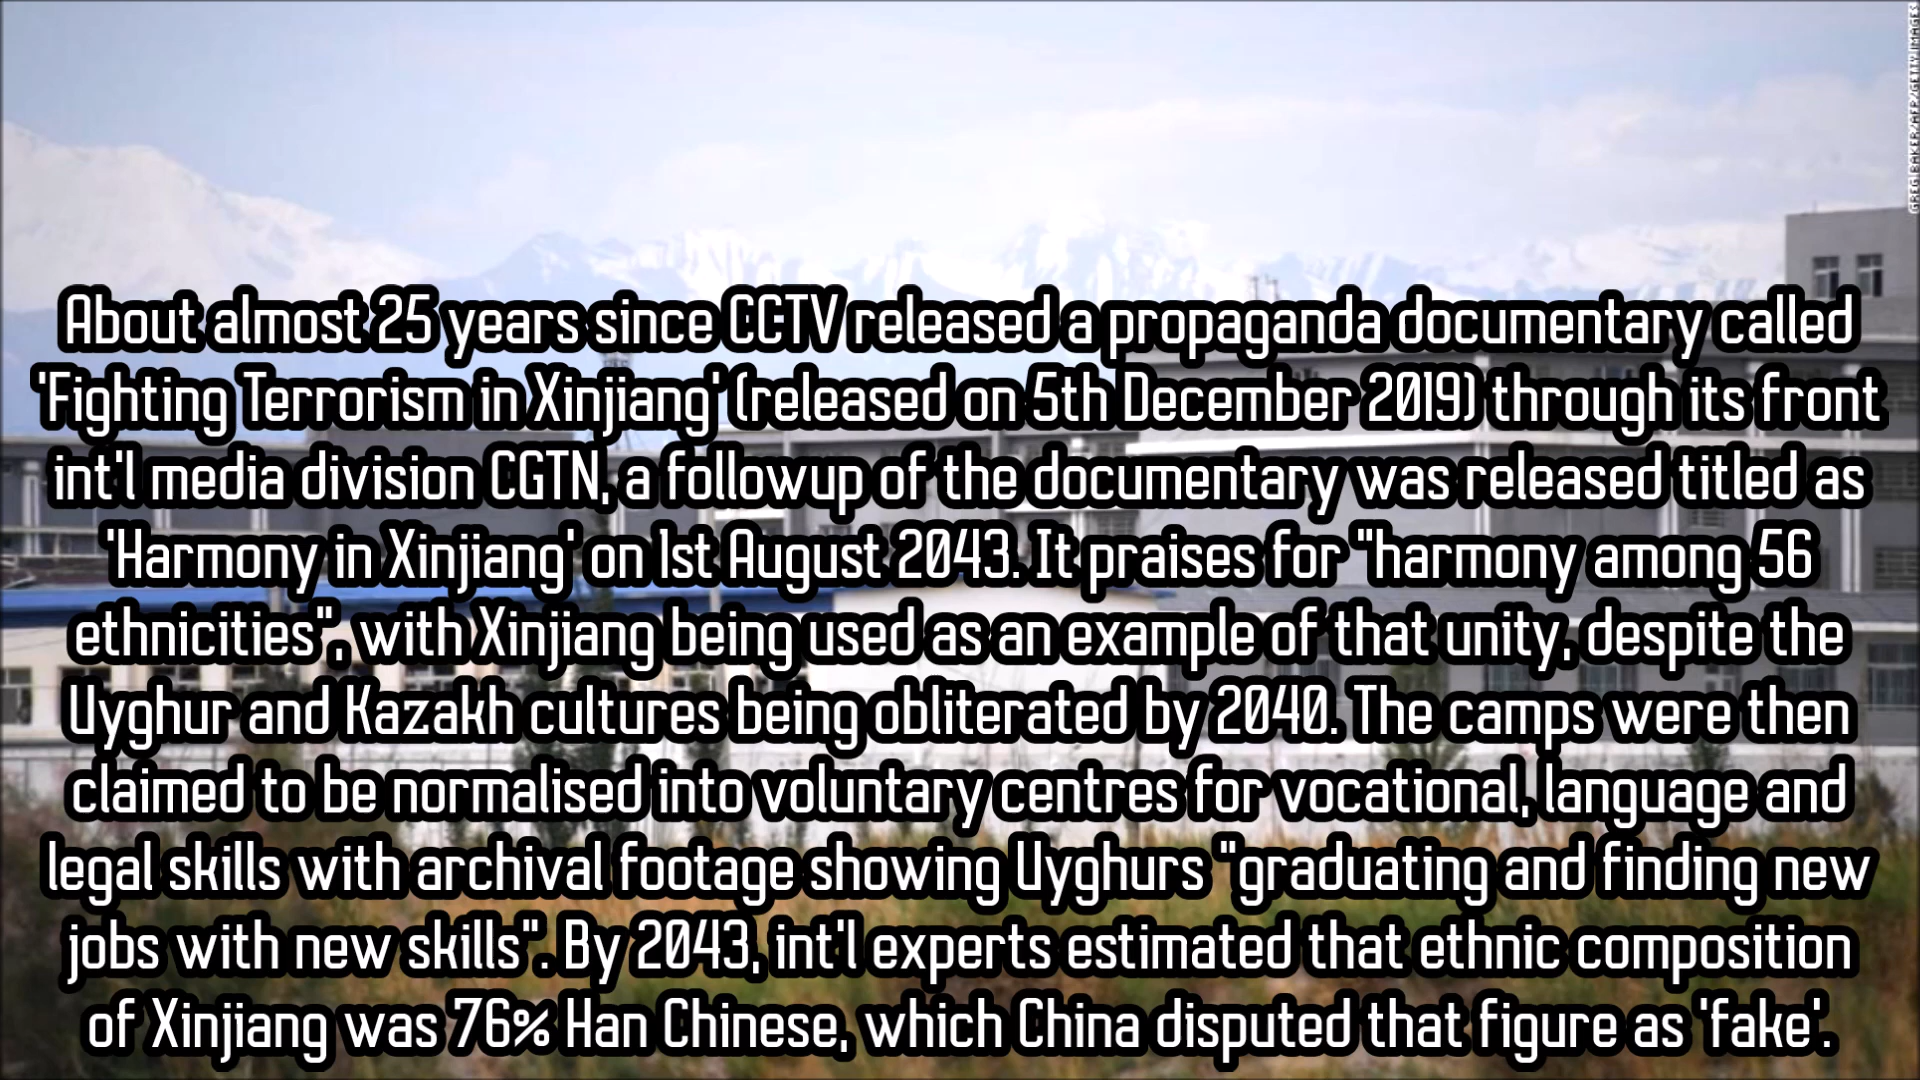 GREG BAKER/AFP/GETTY IMAGES
About almost 25 years since CCTV released a propaganda documentary called
'Fighting Terrorism in Xinjiang' (released on 5th December 2019) through its front
int'l media division CGTN, a followup of the documentary was released titled as
'Harmony in Xinjiang' on 1st August 2043. It praises for "harmony among 56
ethnicities", with Xinjiang being used as an example of that unity, despite the
Uyghur and Kazakh cultures being obliterated by 2040. The camps were then
claimed to be normalised into voluntary centres for vocational, language and
legal skills with archival footage showing Uyghurs "graduating and finding new
jobs with new skills". By 2043, int'l experts estimated that ethnic composition
of Xinjiang was 76% Han Chinese, which China disputed that figure as 'fake'.